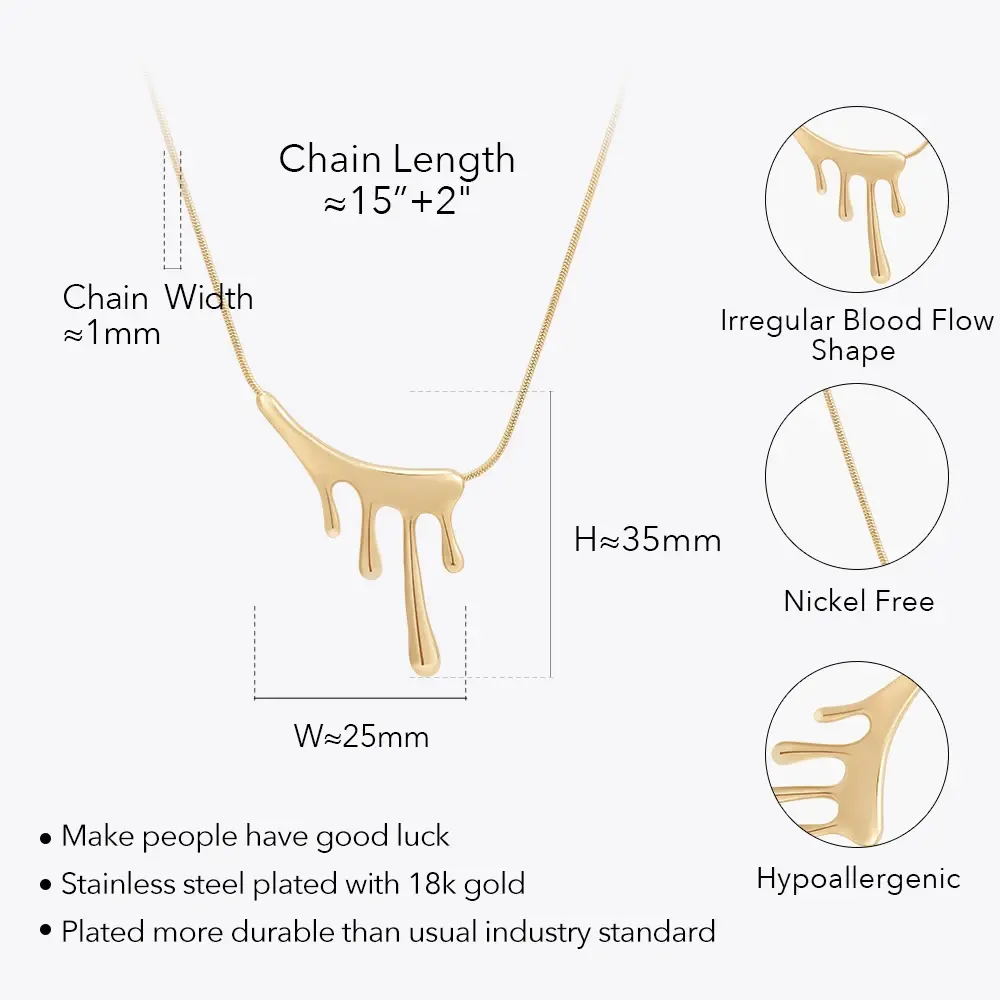 Chain Length
≈15”+2"
Chain Width
≈1mm
H≈35mm
W≈25mm
Irregular Blood Flow
Shape
Nickel Free
Hypoallergenic
• Make people have good luck
• Stainless steel plated with 18k gold
• Plated more durable than usual industry standard